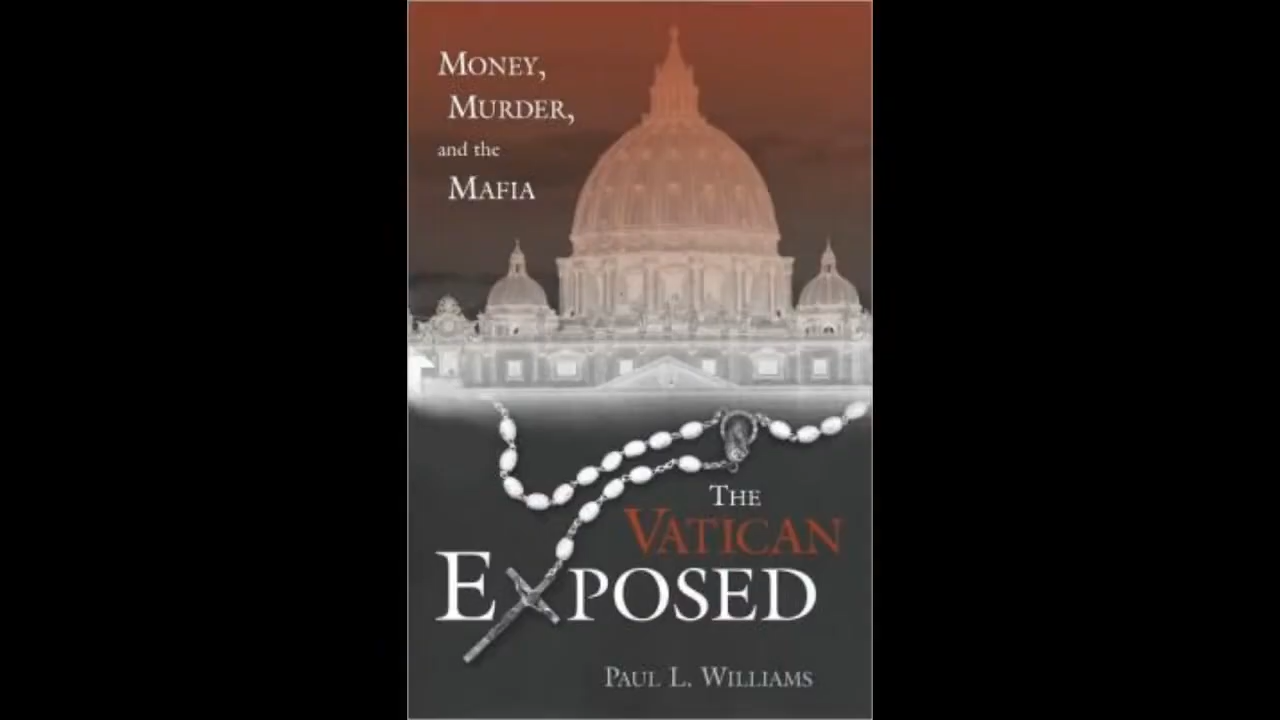 Money,
Murder,
and the
Mafia
The
Vatican
Exposed
Paul L. Williams